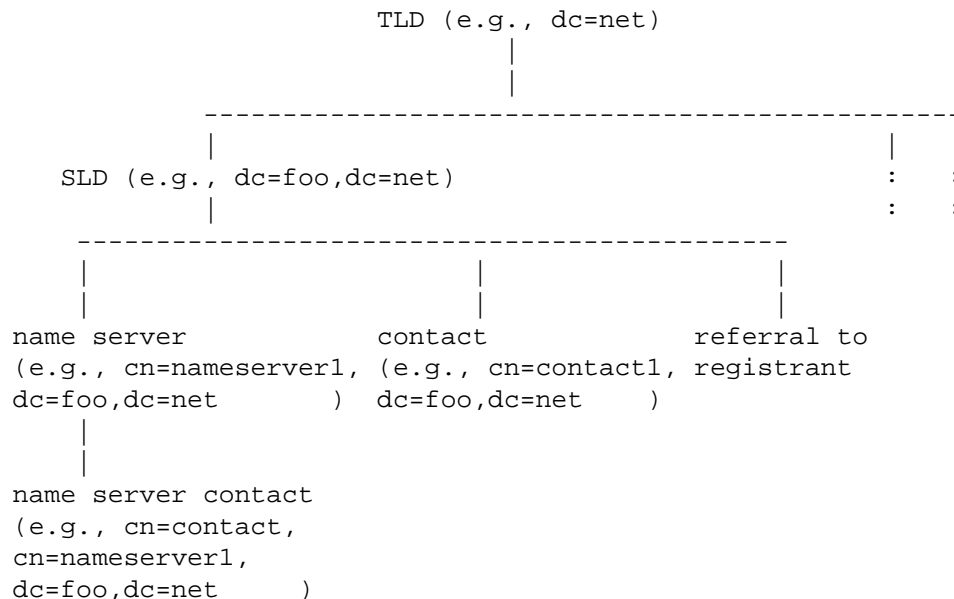 TLD (e.g., dc=net)
SLD (e.g., dc=foo,dc=net) : :
: :
name server contact referral to
(e.g., cn=nameserver1, (e.g., cn=contact1, registrant
dc=foo,dc=net ) dc=foo,dc=net )
name server contact
(e.g., cn=contact,
cn=nameserver1,
dc=foo,dc=net )